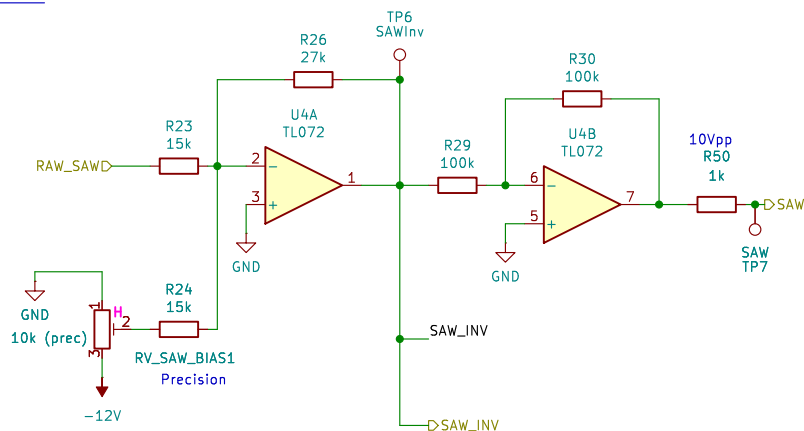 TP6
SAWInv
R26
27k
R30
100k
U4A
TL072
U4B
TL072
R23
15k
R29
100k
10Vpp
R50
1k
RAW_SAW
2
−
1
3
+
6
−
7
5
+
SAW
GND
GND
SAW
TP7
R24
15k
1
H
2
3
GND
10k (prec)
RV_SAW_BIAS1
Precision
SAW_INV
−12V
SAW_INV